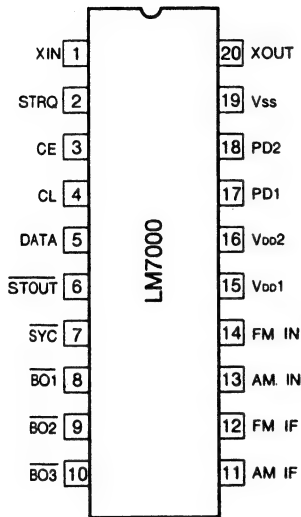 XIN 1 20 XOUT
STRQ 2 19 Vss
CE 3 18 PD2
CL 4 17 PD1
DATA 5 16 VDD2
STOUT 6 15 VDD1
SYC 7 14 FM IN
BO1 8 13 AM. IN
BO2 9 12 FM IF
BO3 10 11 AM IF
LM7000